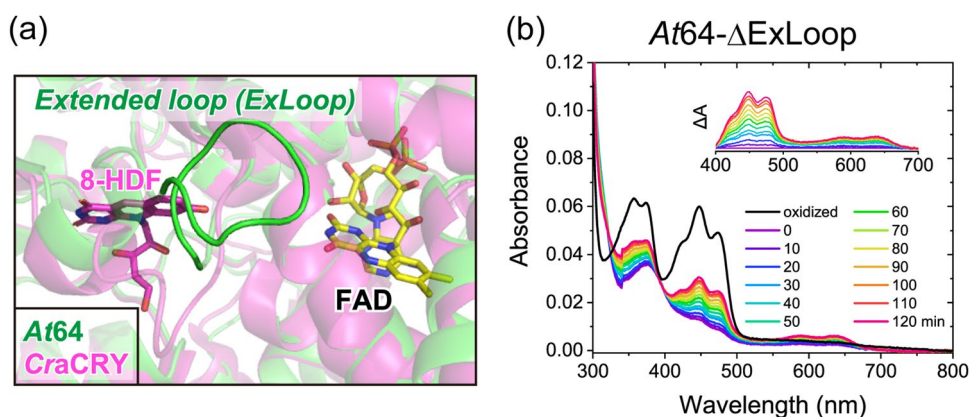 (a)
Extended loop (ExLoop)
8-HDF
FAD
At64
CraCRY
(b)
At64-ΔExLoop
Absorbance
0.12
0.10
0.08
0.06
0.04
0.02
0.00
ΔA
400 500 600 700
oxidized 60
0 70
10 80
20 90
30 100
40 110
50 120 min
300 400 500 600 700 800
Wavelength (nm)